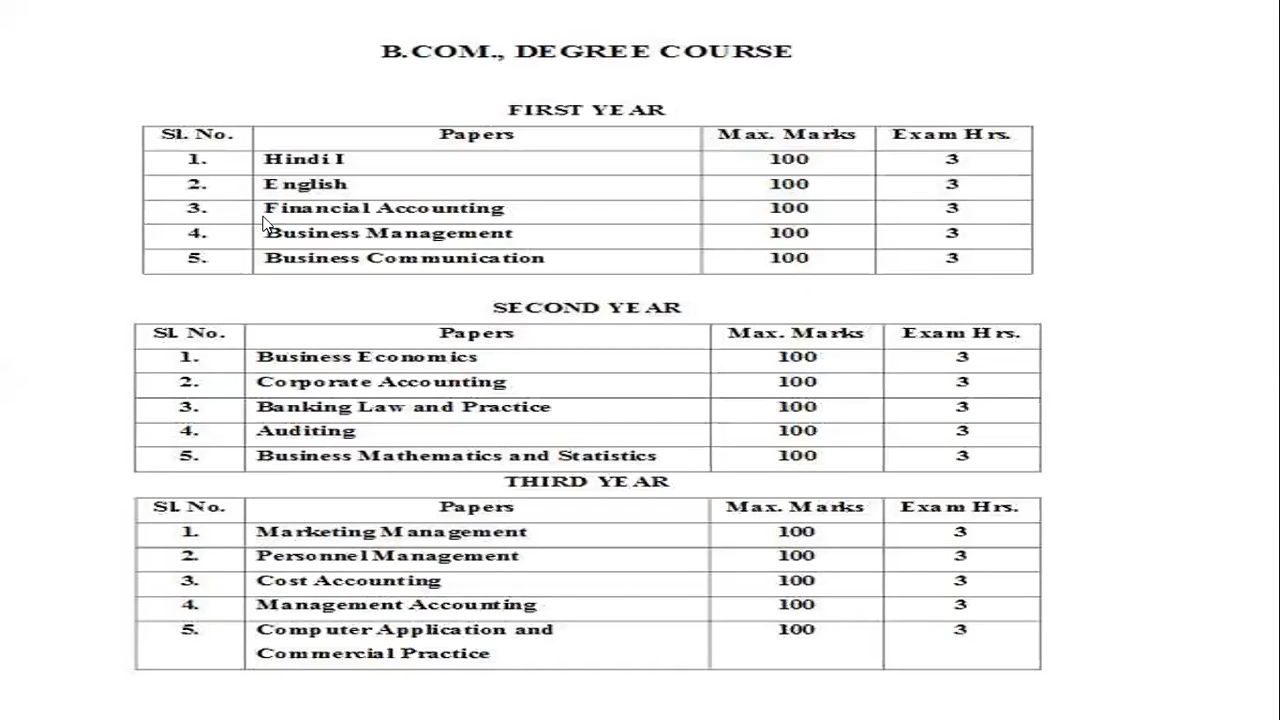 B.COM., DEGREE COURSE
FIRST YEAR
Sl. No. Papers Max. Marks Exam Hrs.
1. Hindi I 100 3
2. English 100 3
3. Financial Accounting 100 3
4. Business Management 100 3
5. Business Communication 100 3
SECOND YEAR
Sl. No. Papers Max. Marks Exam Hrs.
1. Business Economics 100 3
2. Corporate Accounting 100 3
3. Banking Law and Practice 100 3
4. Auditing 100 3
5. Business Mathematics and Statistics 100 3
THIRD YEAR
Sl. No. Papers Max. Marks Exam Hrs.
1. Marketing Management 100 3
2. Personnel Management 100 3
3. Cost Accounting 100 3
4. Management Accounting 100 3
5. Computer Application and 100 3
Commercial Practice